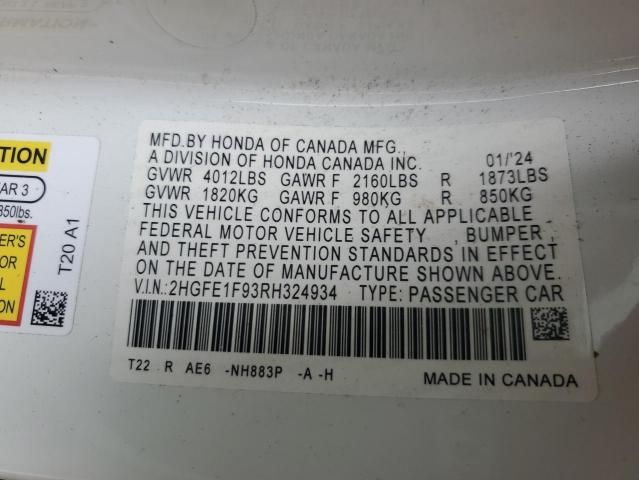 MFD.BY HONDA OF CANADA MFG.,
A DIVISION OF HONDA CANADA INC. 01/'24
GVWR 4012LBS GAWR F 2160LBS R 1873LBS
GVWR 1820KG GAWR F 980KG R 850KG
THIS VEHICLE CONFORMS TO ALL APPLICABLE
FEDERAL MOTOR VEHICLE SAFETY , BUMPER
AND THEFT PREVENTION STANDARDS IN EFFECT
ON THE DATE OF MANUFACTURE SHOWN ABOVE.
V.I.N.:2HGFE1F93RH324934 TYPE: PASSENGER CAR
T22 R AE6 -NH883P -A -H
MADE IN CANADA
TION
AR 3
850lbs.
ER'S
OR
L
NS
T20 A1